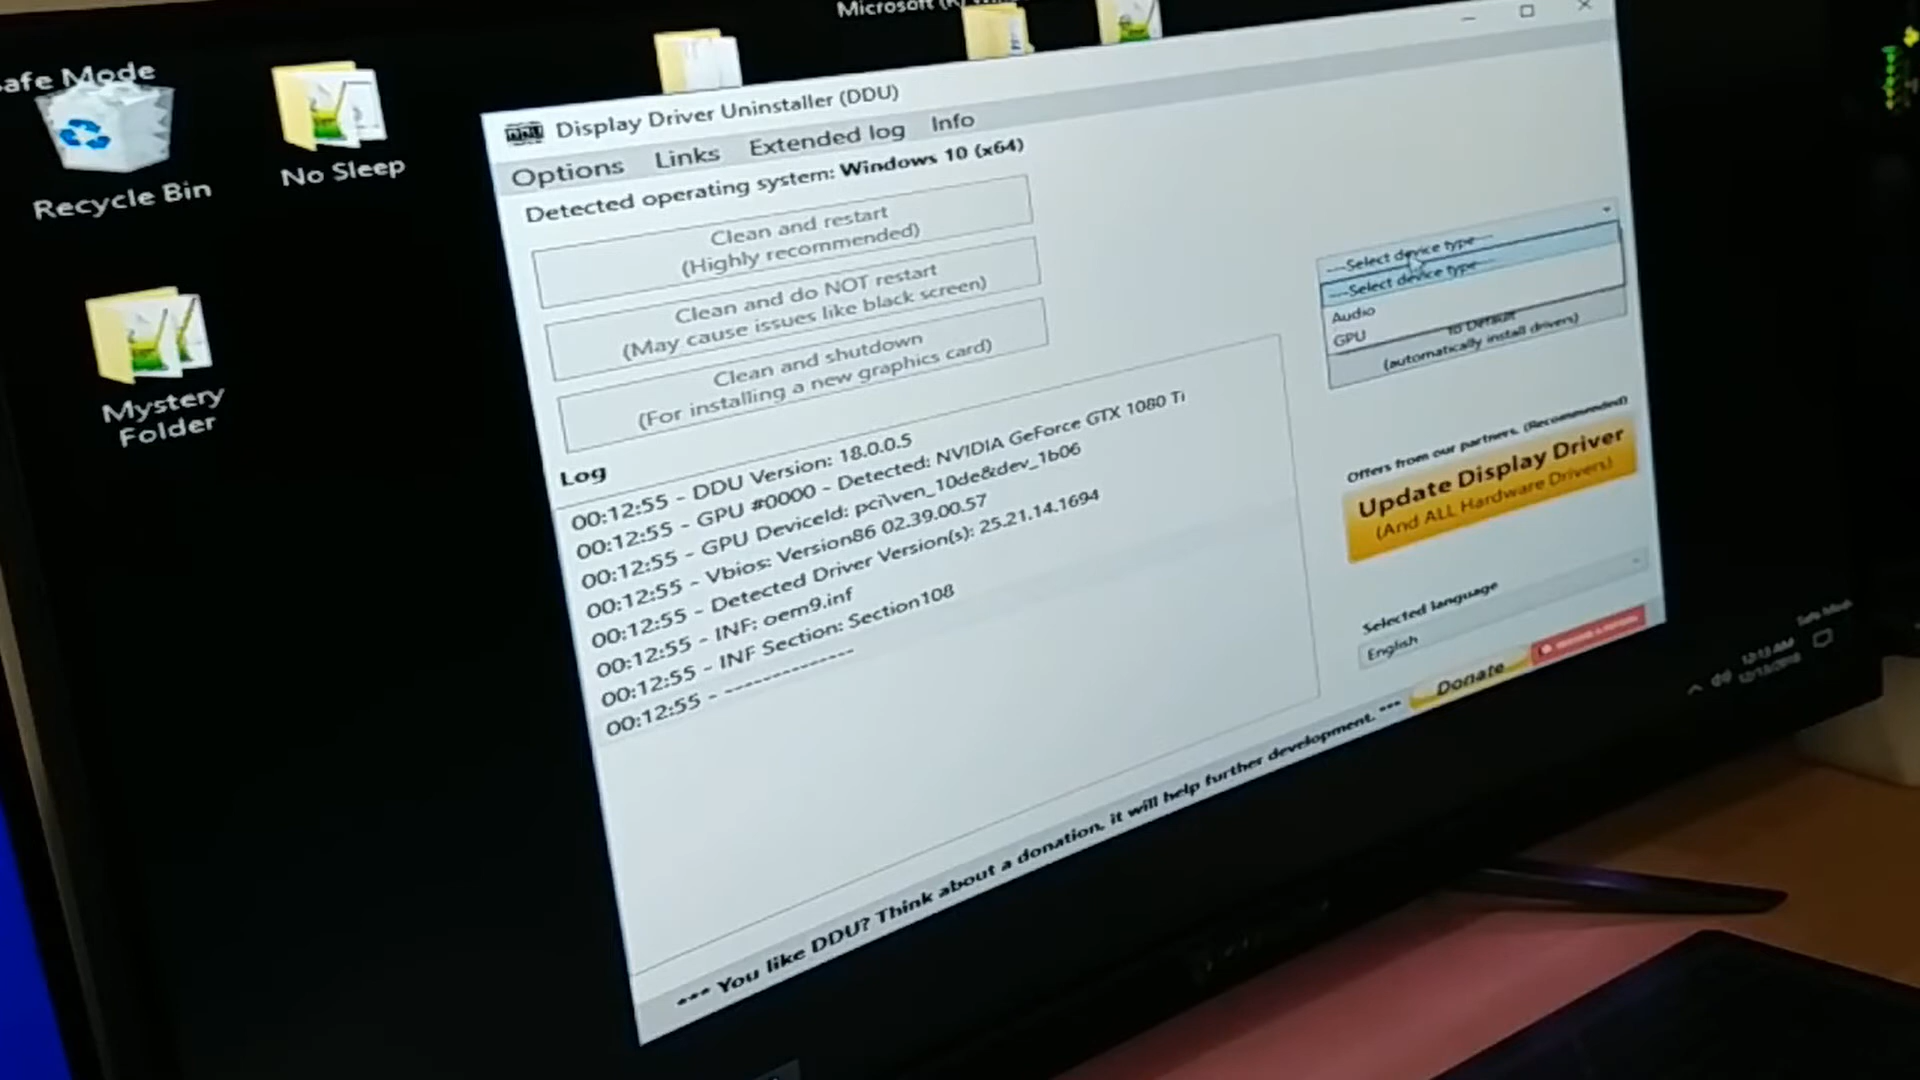 Microsoft (R)
afe Mode
Recycle Bin
No Sleep
Mystery
Folder
Display Driver Uninstaller (DDU)
Options Links Extended log Info
Detected operating system: Windows 10 (x64)
Clean and restart
(Highly recommended)
Clean and do NOT restart
(May cause issues like black screen)
Clean and shutdown
(For installing a new graphics card)
Log
00:12:55 - DDU Version: 18.0.0.5
00:12:55 - GPU #0000 - Detected: NVIDIA GeForce GTX 1080 Ti
00:12:55 - GPU DeviceId: pci\ven_10de&dev_1b06
00:12:55 - Vbios: Version86 02.39.00.57
00:12:55 - Detected Driver Version(s): 25.21.14.1694
00:12:55 - INF: oem9.inf
00:12:55 - INF Section: Section108
00:12:55 - --------------
---Select device type---
---Select device type---
Audio
GPU
to Default
(automatically install drivers)
Offers from our partners. (Recommended)
Update Display Driver
(And ALL Hardware Drivers)
Selected language
English
Donate
*** You like DDU? Think about a donation, it will help further development. ***
Safe Mode
12:13 AM